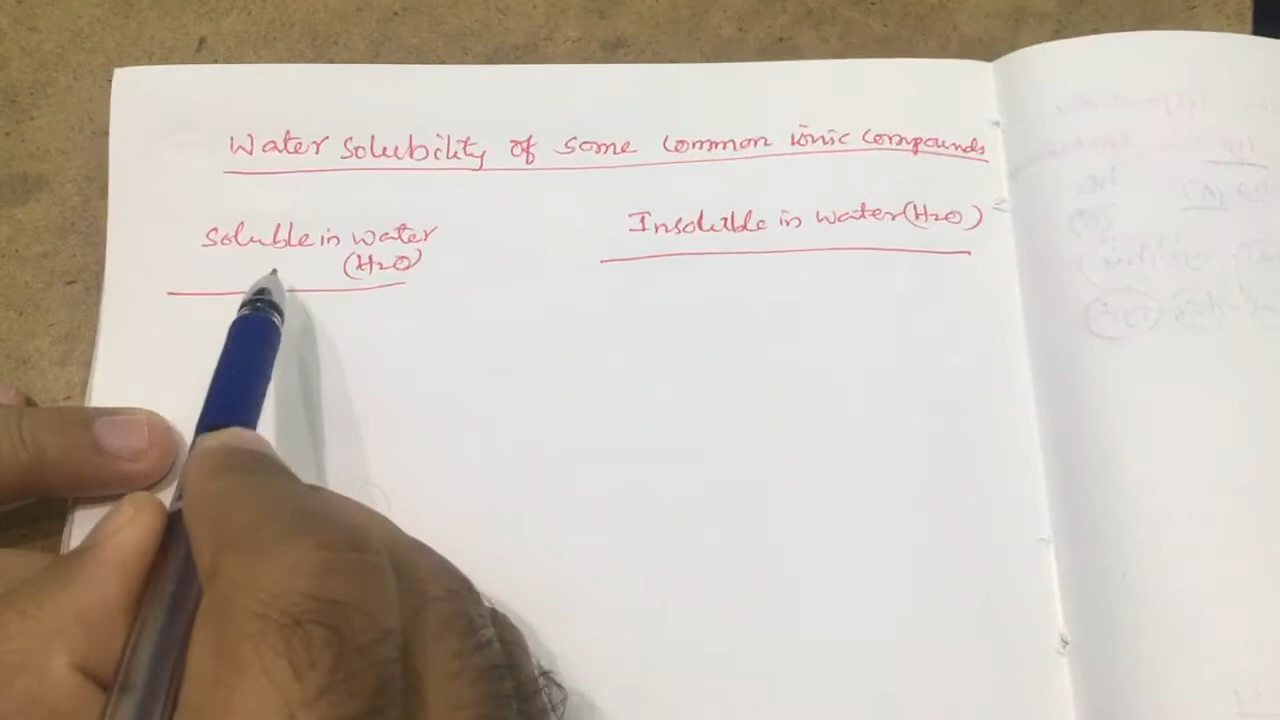 Water solubility of some common ionic compounds
Soluble in water
(H2O)
Insoluble in water (H2O)